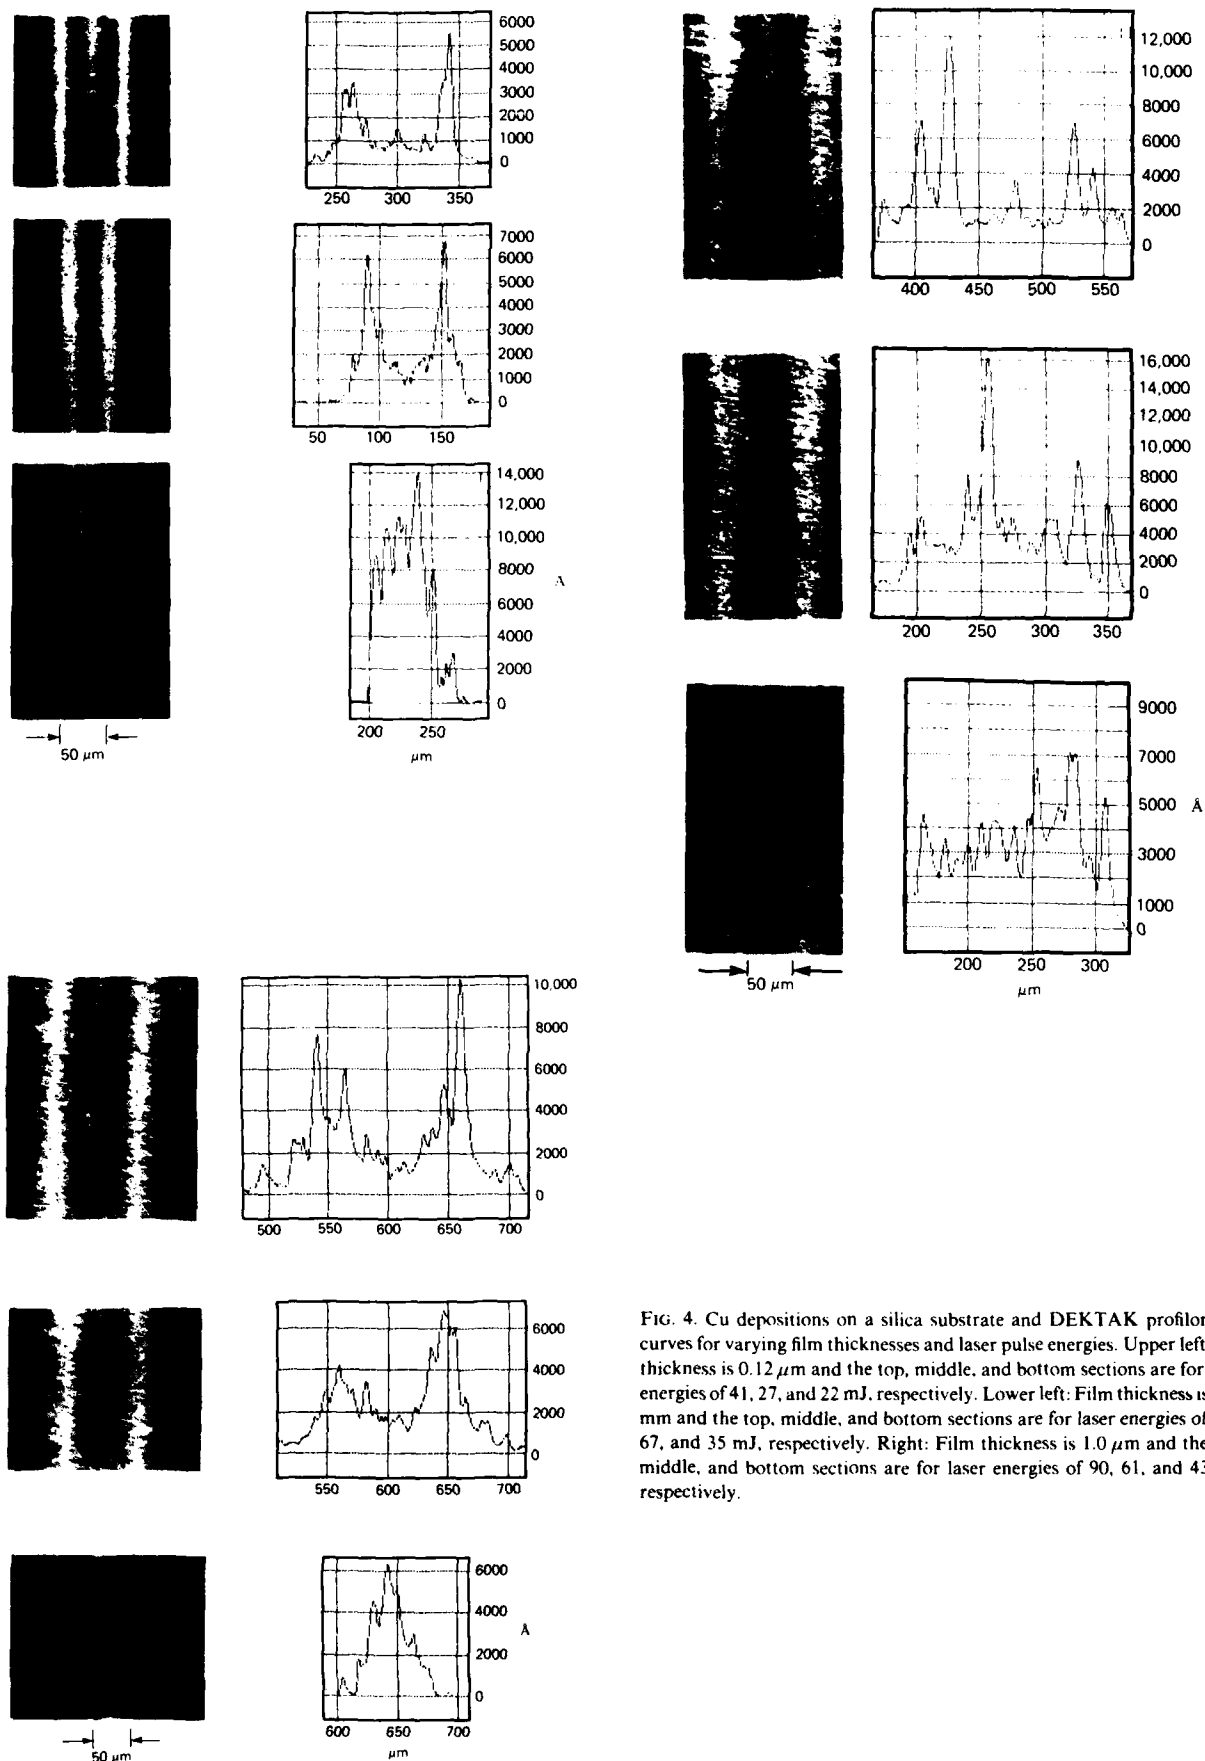 6000
5000
4000
3000
2000
1000
0
250 300 350
7000
6000
5000
4000
3000
2000
1000
0
50 100 150
14,000
12,000
10,000
8000
6000
4000
2000
0
Å
200 250
µm
50 µm
10,000
8000
6000
4000
2000
0
500 550 600 650 700
6000
4000
2000
0
550 600 650 700
6000
4000
2000
0
Å
600 650 700
µm
50 µm
12,000
10,000
8000
6000
4000
2000
0
400 450 500 550
16,000
14,000
12,000
10,000
8000
6000
4000
2000
0
200 250 300 350
9000
7000
5000
3000
1000
0
Å
200 250 300
µm
50 µm
FIG. 4. Cu depositions on a silica substrate and DEKTAK profilon
curves for varying film thicknesses and laser pulse energies. Upper left
thickness is 0.12 µm and the top, middle, and bottom sections are for
energies of 41, 27, and 22 mJ, respectively. Lower left: Film thickness is
mm and the top, middle, and bottom sections are for laser energies of
67, and 35 mJ, respectively. Right: Film thickness is 1.0 µm and the
middle, and bottom sections are for laser energies of 90, 61, and 43
respectively.